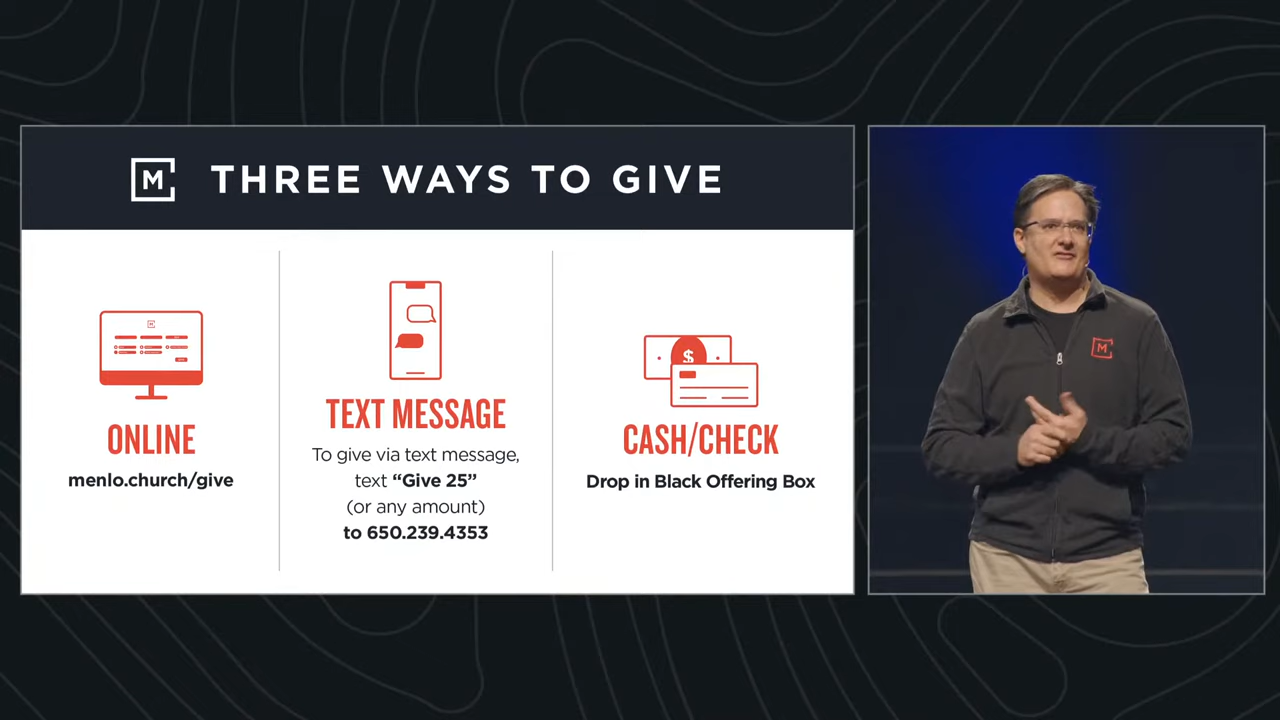 M
THREE WAYS TO GIVE
ONLINE
menlo.church/give
TEXT MESSAGE
To give via text message,
text “Give 25”
(or any amount)
to 650.239.4353
$
CASH/CHECK
Drop in Black Offering Box
M